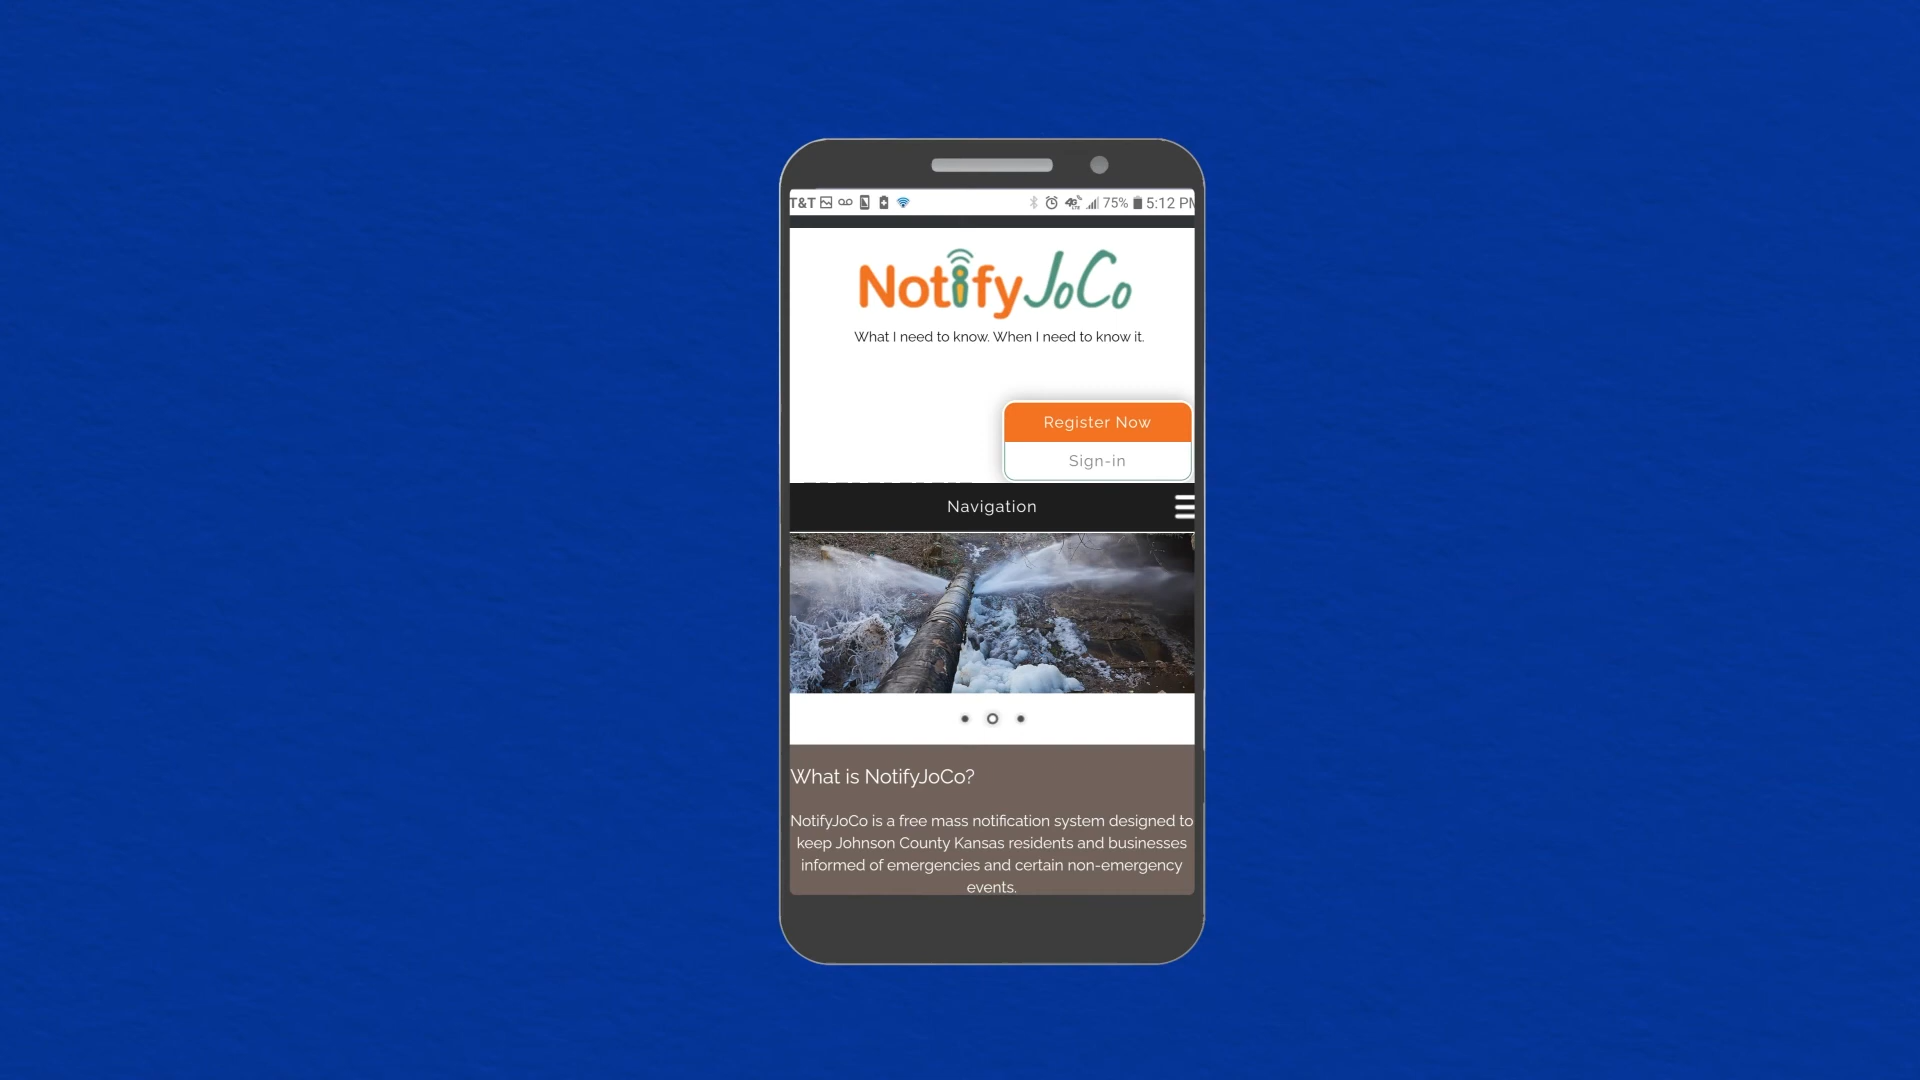 T&T 75% 5:12 PM
NotifyJoCo
What I need to know. When I need to know it.
Register Now
Sign-in
Navigation
What is NotifyJoCo?
NotifyJoCo is a free mass notification system designed to
keep Johnson County Kansas residents and businesses
informed of emergencies and certain non-emergency
events.